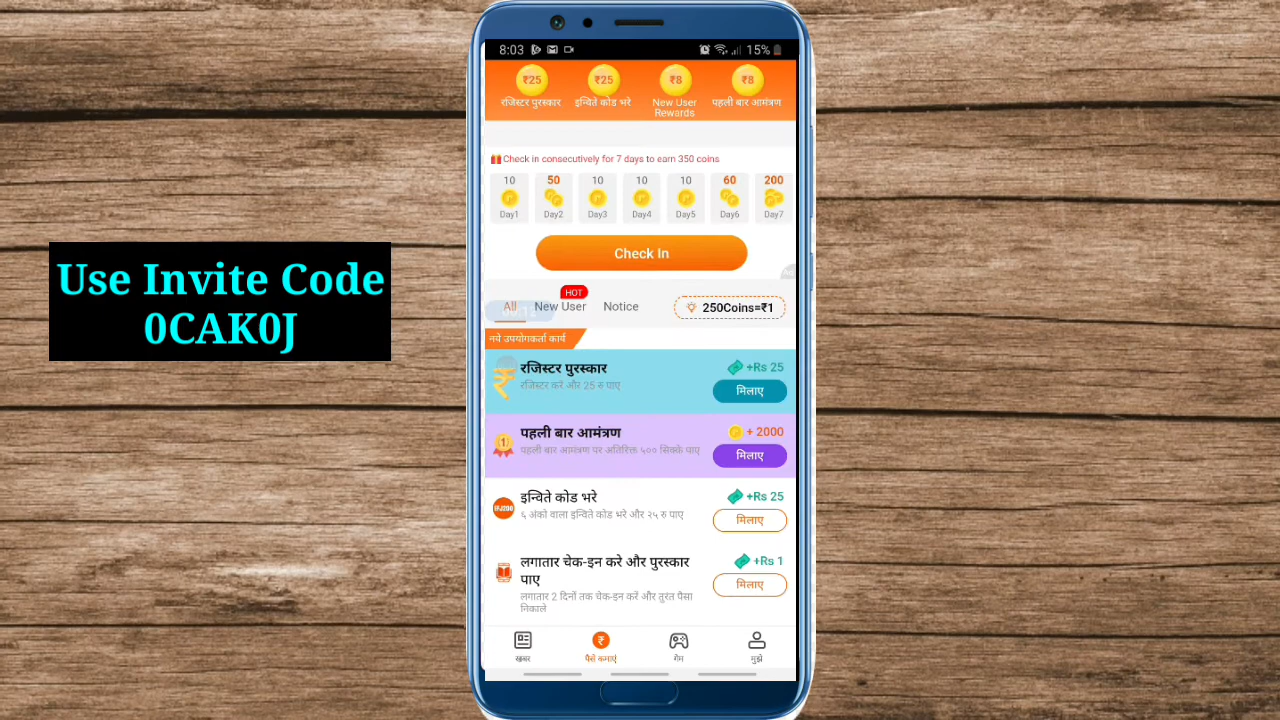 8:03
15%
₹25 ₹25 ₹8 ₹8
रजिस्टर पुरस्कार इन्विते कोड भरे New User Rewards पहली बार आमंत्रण
Check in consecutively for 7 days to earn 350 coins
10 50 10 10 10 60 200
Day1 Day2 Day3 Day4 Day5 Day6 Day7
Check In
HOT
All New User Notice 250Coins=₹1
नये उपयोगकर्ता कार्य
रजिस्टर पुरस्कार +Rs 25
रजिस्टर करें और 25 रु पाए मिलाए
पहली बार आमंत्रण + 2000
पहली बार आमंत्रण पर अतिरिक्त ५०० सिक्के पाए मिलाए
इन्विते कोड भरे +Rs 25
६ अंको वाला इन्विते कोड भरे और २५ रु पाए मिलाए
लगातार चेक-इन करे और पुरस्कार +Rs 1
पाए मिलाए
लगातार 2 दिनों तक चेक-इन करें और तुरंत पैसा
निकाले
खबर पैसे कमाएं गेम मुझे
Use Invite Code
0CAK0J